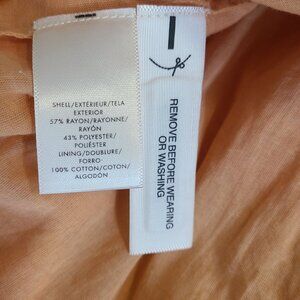 SHELL/EXTÉRIEUR/TELA
EXTERIOR
57% RAYON/RAYONNE/
RAYÓN
43% POLYESTER/
POLIÉSTER
LINING/DOUBLURE/
FORRO·
100% COTTON/COTON/
ALGODÓN
REMOVE BEFORE WEARING
OR WASHING